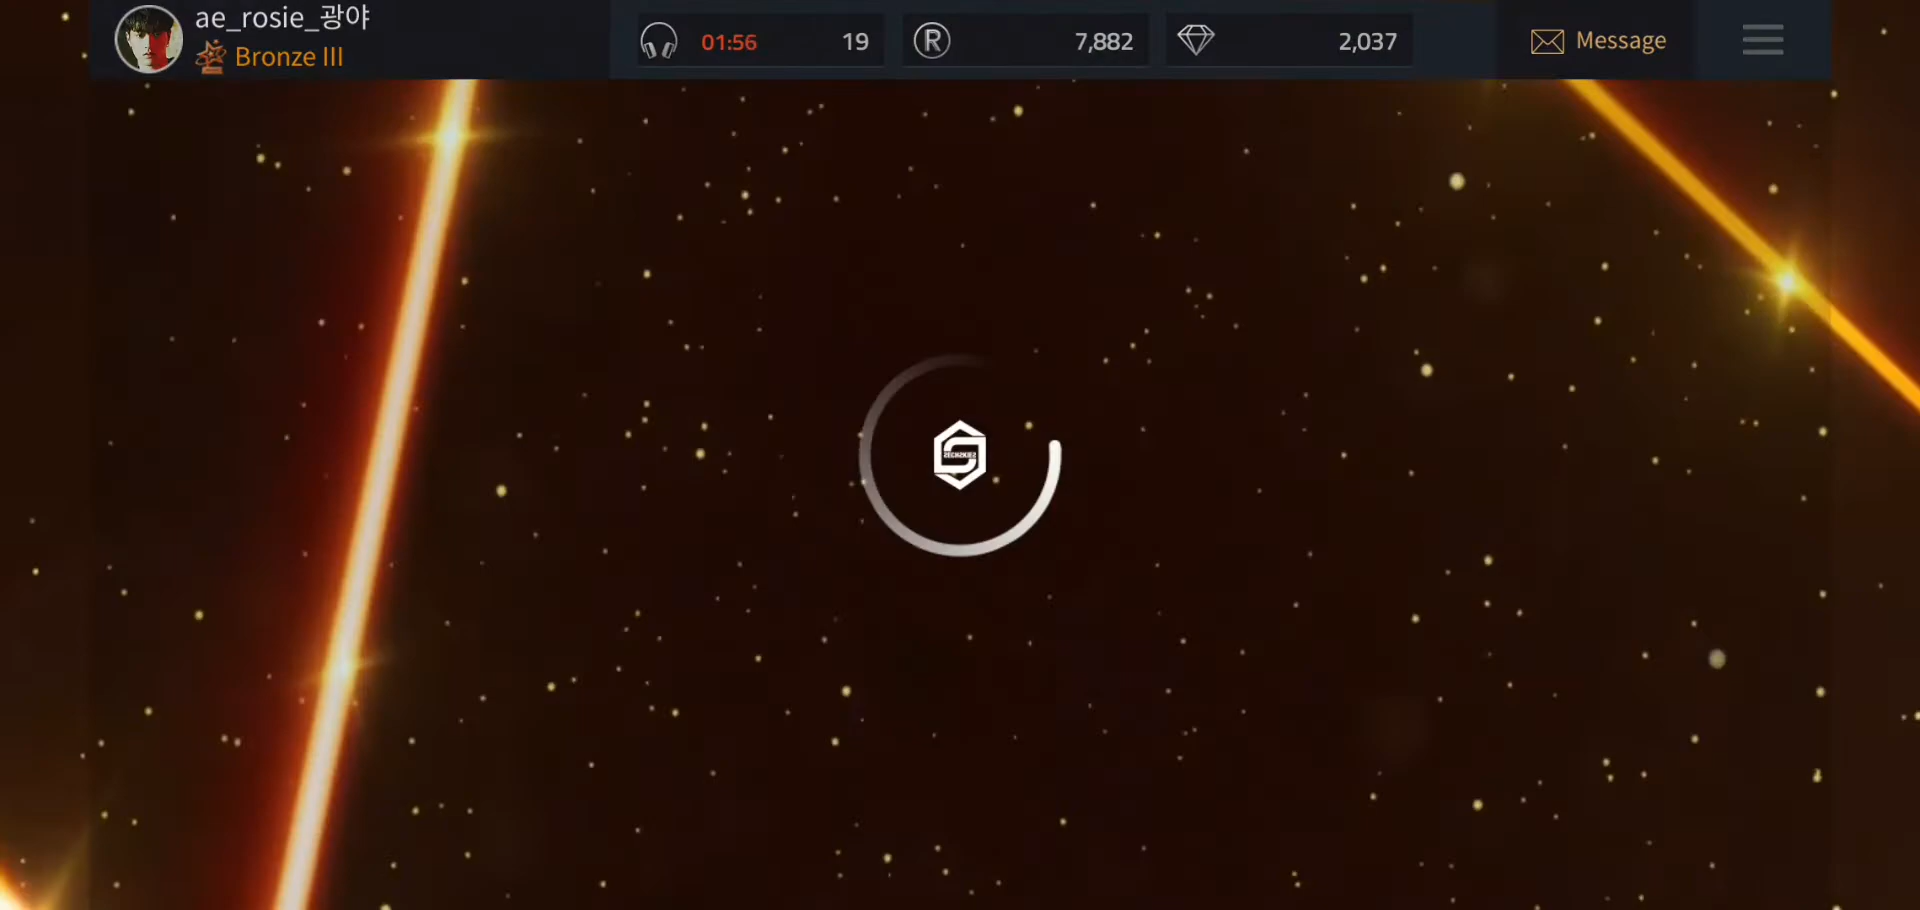 ae_rosie_광야
Bronze III
01:56
19
R
7,882
2,037
Message
SECHSKIES